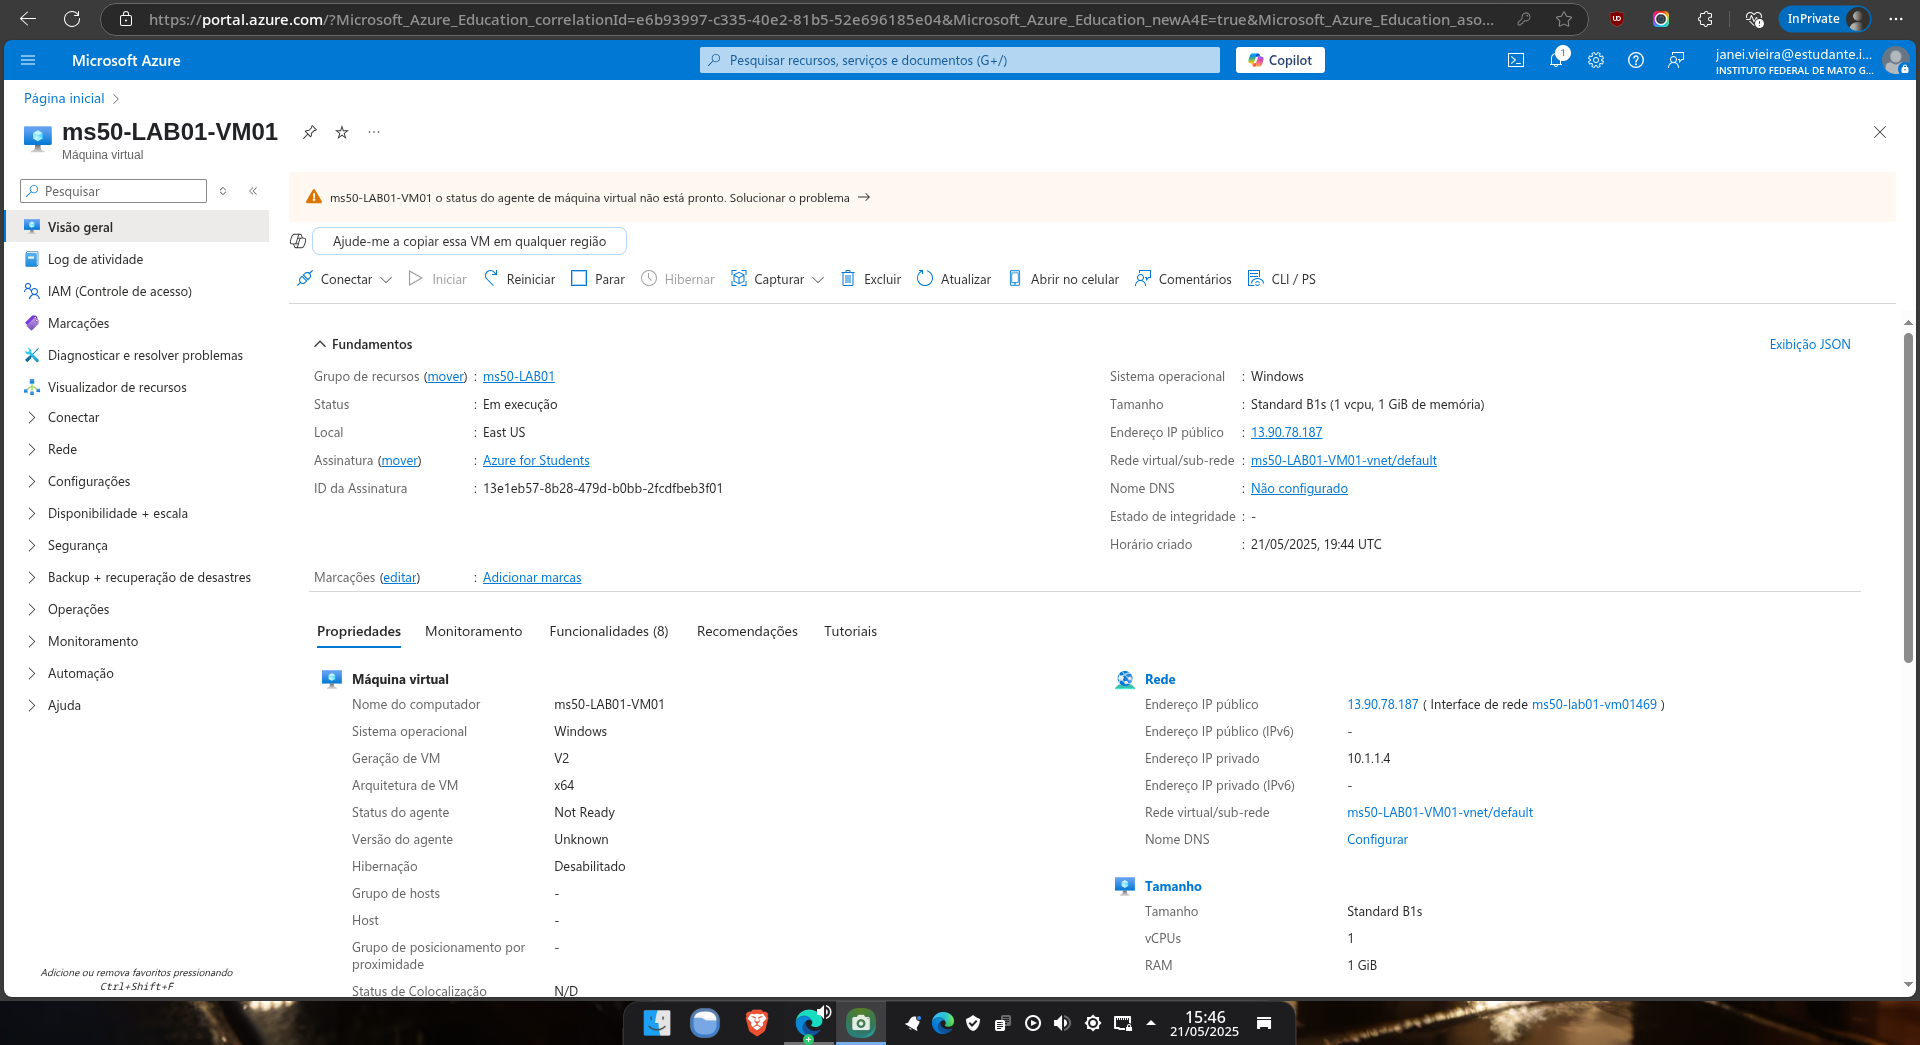 https://portal.azure.com/?Microsoft_Azure_Education_correlationId=e6b93997-c335-40e2-81b5-52e696185e04&Microsoft_Azure_Education_newA4E=true&Microsoft_Azure_Education_aso...
InPrivate
Microsoft Azure
Pesquisar recursos, serviços e documentos (G+/)
Copilot
1
janei.vieira@estudante.i...
INSTITUTO FEDERAL DE MATO G...
Página inicial
ms50-LAB01-VM01
Máquina virtual
Pesquisar
Visão geral
Log de atividade
IAM (Controle de acesso)
Marcações
Diagnosticar e resolver problemas
Visualizador de recursos
Conectar
Rede
Configurações
Disponibilidade + escala
Segurança
Backup + recuperação de desastres
Operações
Monitoramento
Automação
Ajuda
Adicione ou remova favoritos pressionando
Ctrl+Shift+F
ms50-LAB01-VM01 o status do agente de máquina virtual não está pronto. Solucionar o problema
Ajude-me a copiar essa VM em qualquer região
Conectar Iniciar Reiniciar Parar Hibernar Capturar Excluir Atualizar Abrir no celular Comentários CLI / PS
Fundamentos
Exibição JSON
Grupo de recursos (mover) : ms50-LAB01
Status : Em execução
Local : East US
Assinatura (mover) : Azure for Students
ID da Assinatura : 13e1eb57-8b28-479d-b0bb-2fcdfbeb3f01
Sistema operacional : Windows
Tamanho : Standard B1s (1 vcpu, 1 GiB de memória)
Endereço IP público : 13.90.78.187
Rede virtual/sub-rede : ms50-LAB01-VM01-vnet/default
Nome DNS : Não configurado
Estado de integridade : -
Horário criado : 21/05/2025, 19:44 UTC
Marcações (editar) : Adicionar marcas
Propriedades Monitoramento Funcionalidades (8) Recomendações Tutoriais
Máquina virtual
Nome do computador ms50-LAB01-VM01
Sistema operacional Windows
Geração de VM V2
Arquitetura de VM x64
Status do agente Not Ready
Versão do agente Unknown
Hibernação Desabilitado
Grupo de hosts -
Host -
Grupo de posicionamento por -
proximidade
Status de Colocalização N/D
Rede
Endereço IP público 13.90.78.187 ( Interface de rede ms50-lab01-vm01469 )
Endereço IP público (IPv6) -
Endereço IP privado 10.1.1.4
Endereço IP privado (IPv6) -
Rede virtual/sub-rede ms50-LAB01-VM01-vnet/default
Nome DNS Configurar
Tamanho
Tamanho Standard B1s
vCPUs 1
RAM 1 GiB
15:46
21/05/2025